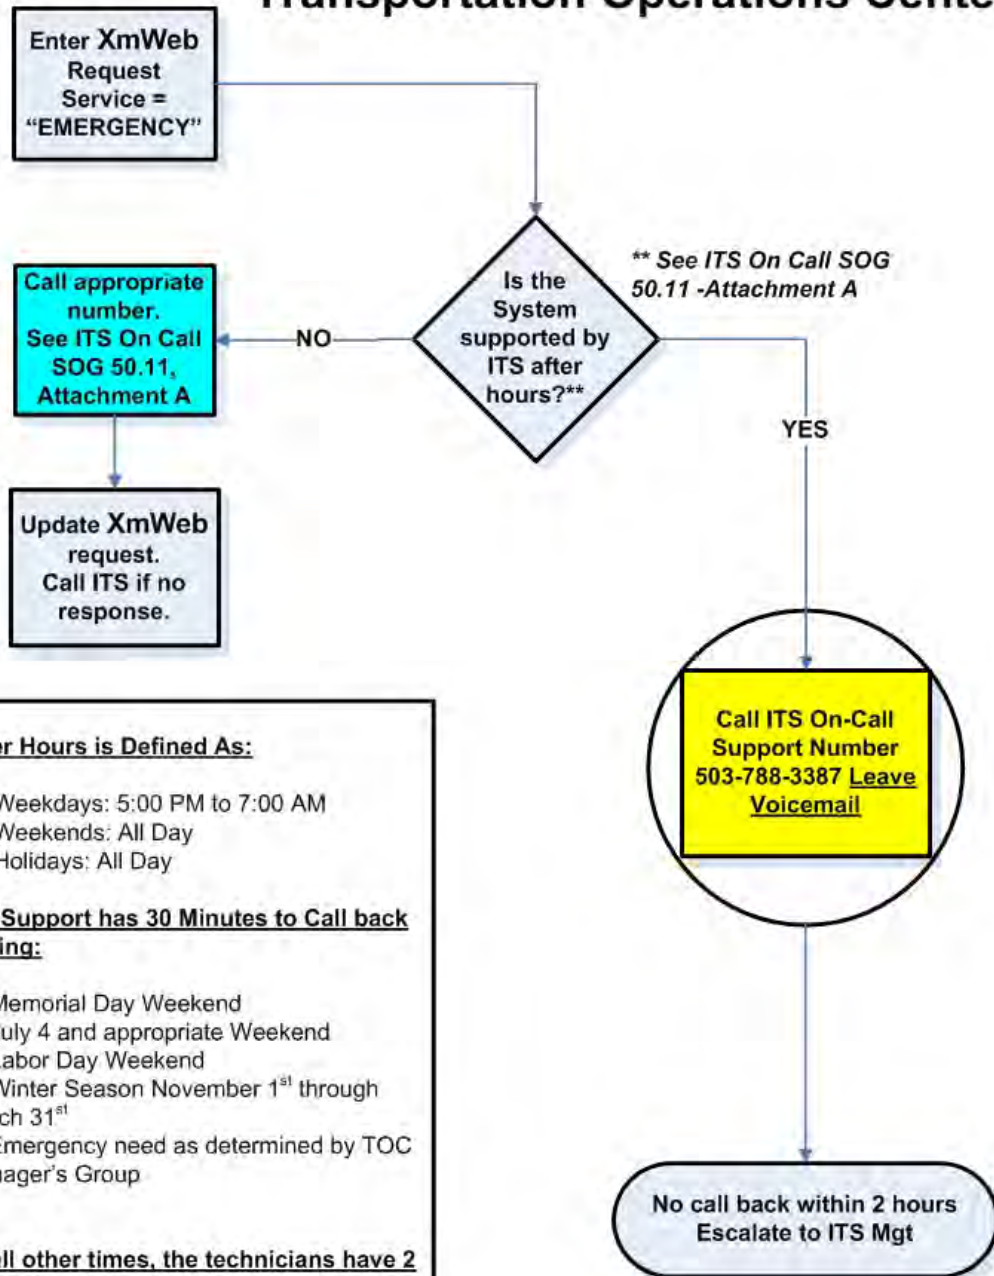 Transportation Operations Cente
Enter XmWeb
Request
Service =
“EMERGENCY”
Is the
System
supported by
ITS after
hours?**
** See ITS On Call SOG
50.11 -Attachment A
Call appropriate
number.
See ITS On Call
SOG 50.11,
Attachment A
NO
YES
Update XmWeb
request.
Call ITS if no
response.
Call ITS On-Call
Support Number
503-788-3387 Leave
Voicemail
er Hours is Defined As:
Weekdays: 5:00 PM to 7:00 AM
Weekends: All Day
Holidays: All Day
Support has 30 Minutes to Call back
ing:
Memorial Day Weekend
uly 4 and appropriate Weekend
Labor Day Weekend
Winter Season November 1st through
ch 31st
Emergency need as determined by TOC
nager’s Group
ll other times, the technicians have 2
No call back within 2 hours
Escalate to ITS Mgt